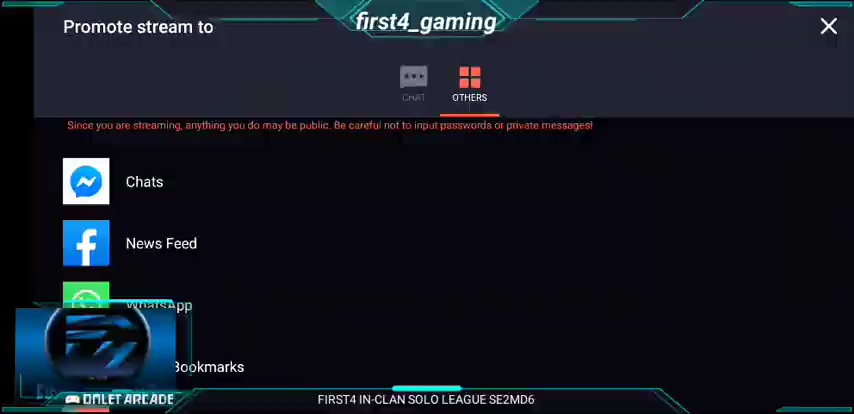 first4_gaming
Promote stream to
CHAT
OTHERS
Since you are streaming, anything you do may be public. Be careful not to input passwords or private messages!
Chats
News Feed
WhatsApp
Bookmarks
OMLET ARCADE
FIRST4 IN-CLAN SOLO LEAGUE SE2MD6